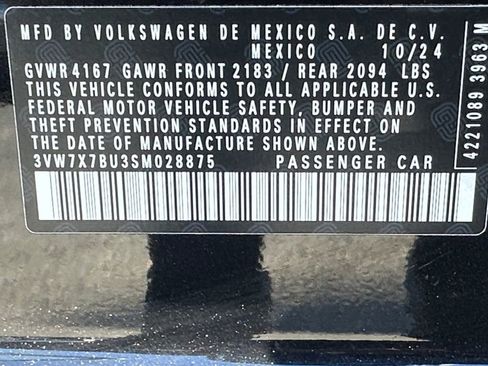 MFD BY VOLKSWAGEN DE MEXICO S.A. DE C.V.
MEXICO 10/24
GVWR 4167 GAWR FRONT 2183 / REAR 2094 LBS
THIS VEHICLE CONFORMS TO ALL APPLICABLE U.S.
FEDERAL MOTOR VEHICLE SAFETY, BUMPER AND
THEFT PREVENTION STANDARDS IN EFFECT ON
THE DATE OF MANUFACTURE SHOWN ABOVE.
3VW7X7BU3SM028875 PASSENGER CAR
4221089 3963 M